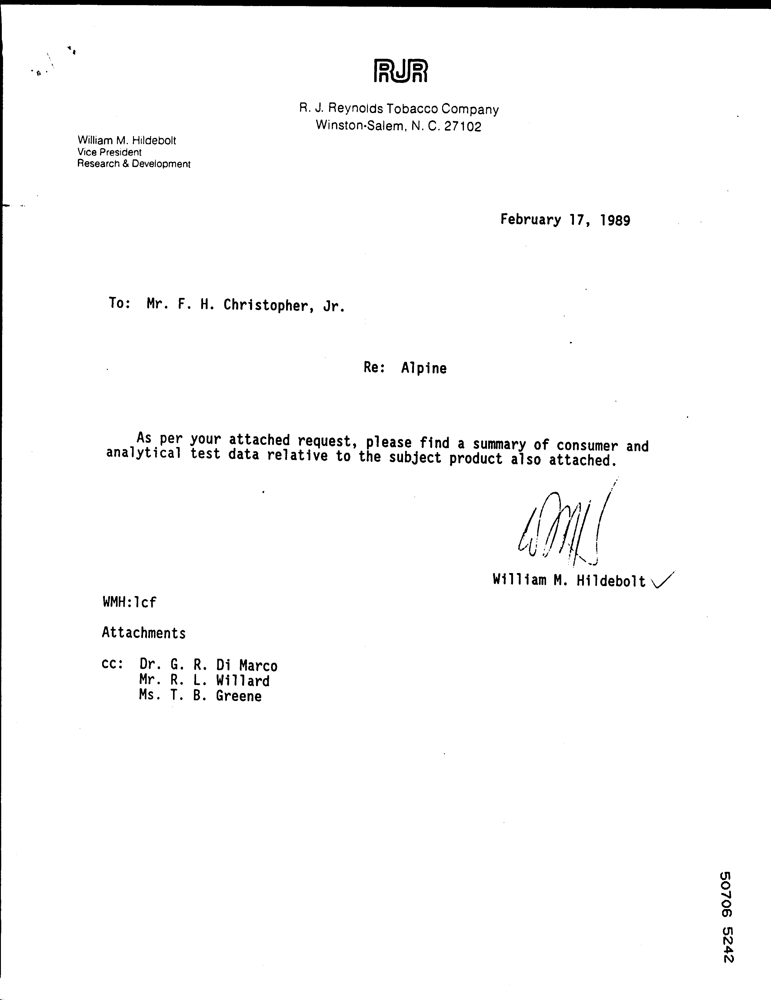 RJR
R. J. Reynolds Tobacco Company
Winston-Salem, N. C. 27102
William M. Hildebolt
Vice President
Research & Development
February 17, 1989
To: Mr. F. H. Christopher, Jr.
Re: Alpine
As per your attached request, please find a summary of consumer and
analytical test data relative to the subject product also attached.
WMH
William M. Hildebolt
WMH:lcf
Attachments
cc: Dr. G. R. Di Marco
Mr. R. L. Willard
Ms. T. B. Greene
50706 5242